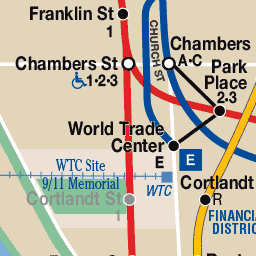 Franklin St
1
Chambers St
1·2·3
CHURCH ST
Chambers
A·C
Park
Place
2·3
World Trade
Center
E
E
WTC Site
9/11 Memorial
WTC
Cortlandt St
1
Cortlandt
R
FINANCI
DISTRIC